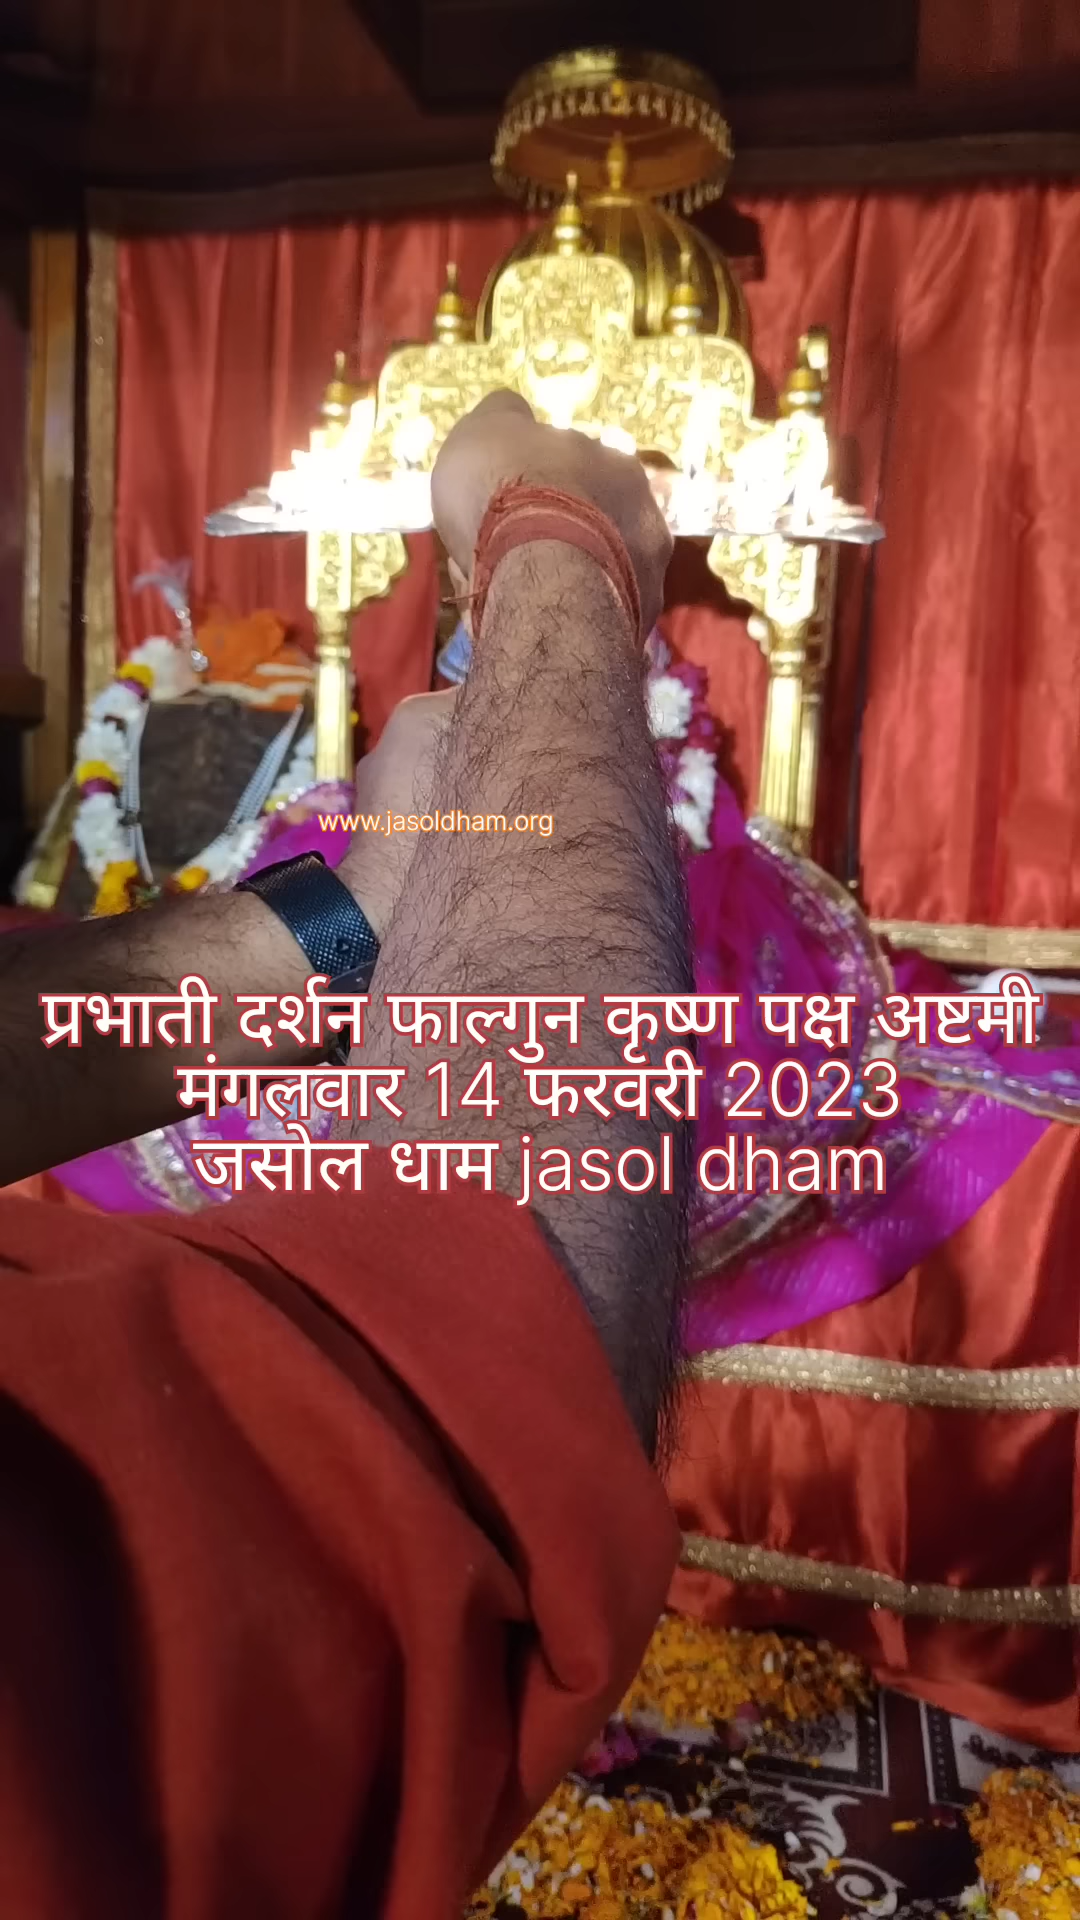 www.jasoldham.org
प्रभाती दर्शन फाल्गुन कृष्ण पक्ष अष्टमी
मंगलवार 14 फरवरी 2023
जसोल धाम jasol dham